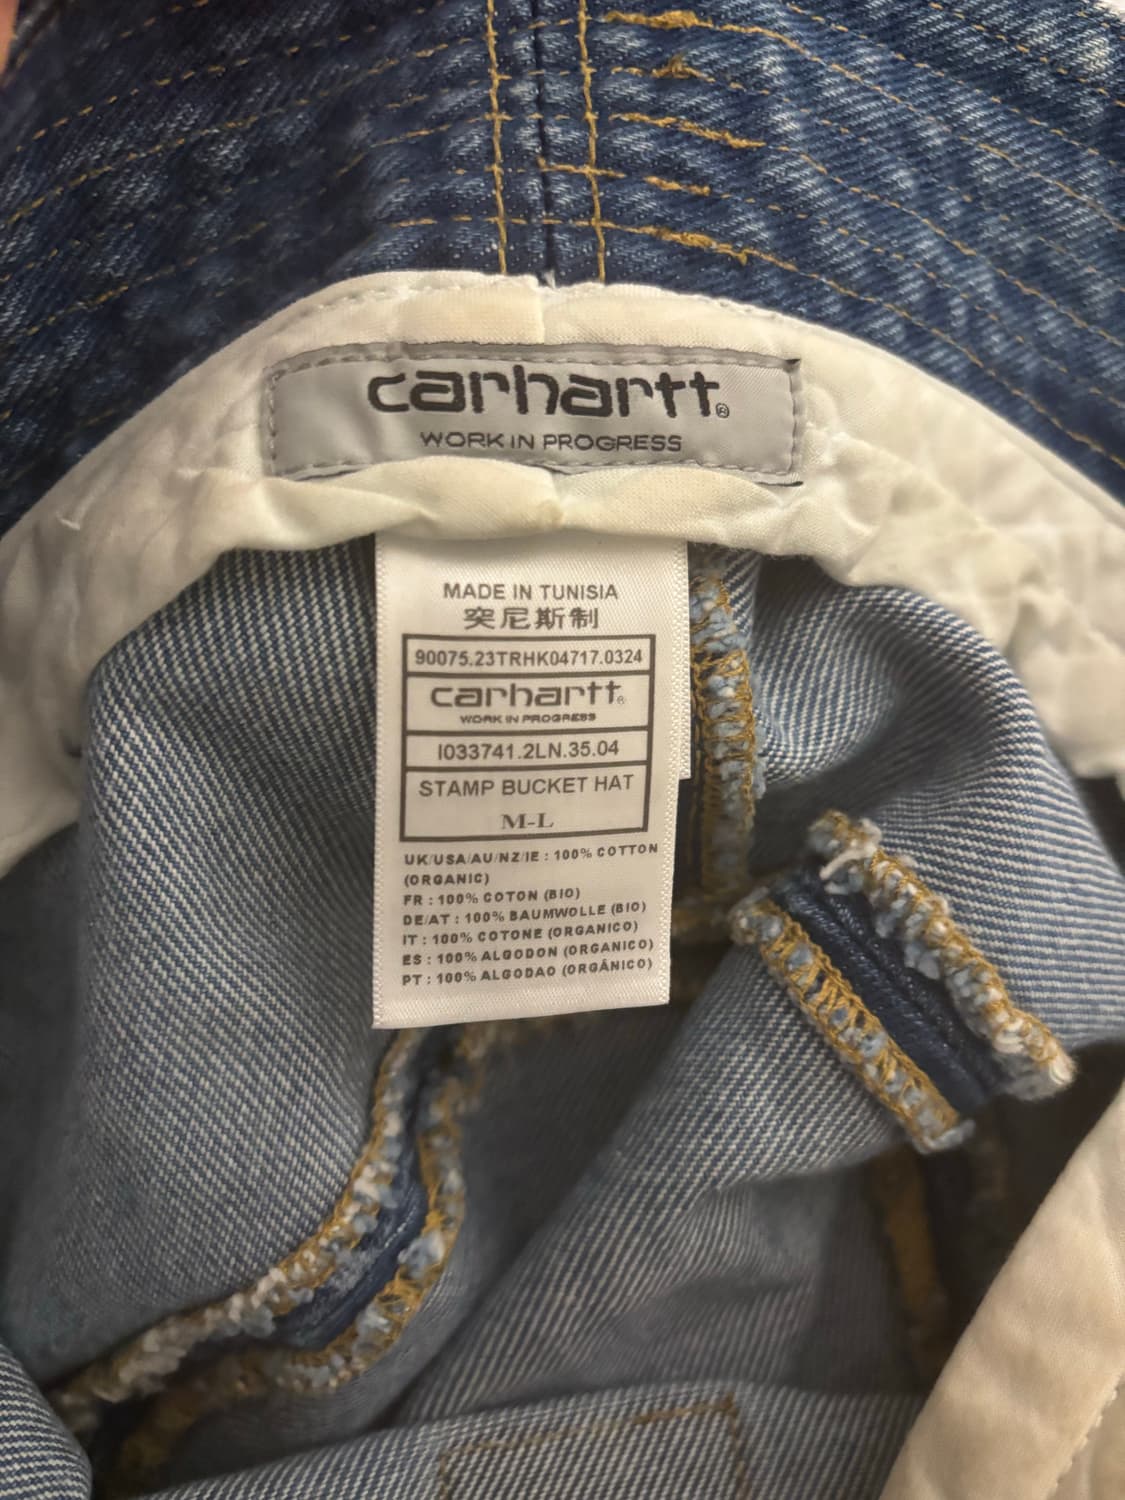 carhartt®
WORK IN PROGRESS
MADE IN TUNISIA
突尼斯制
90075.23TRHK04717.0324
carhartt®
WORK IN PROGRESS
I033741.2LN.35.04
STAMP BUCKET HAT
M-L
UK/USA/AU/NZ/IE : 100% COTTON
(ORGANIC)
FR : 100% COTON (BIO)
DE/AT : 100% BAUMWOLLE (BIO)
IT : 100% COTONE (ORGANICO)
ES : 100% ALGODON (ORGANICO)
PT : 100% ALGODAO (ORGÂNICO)